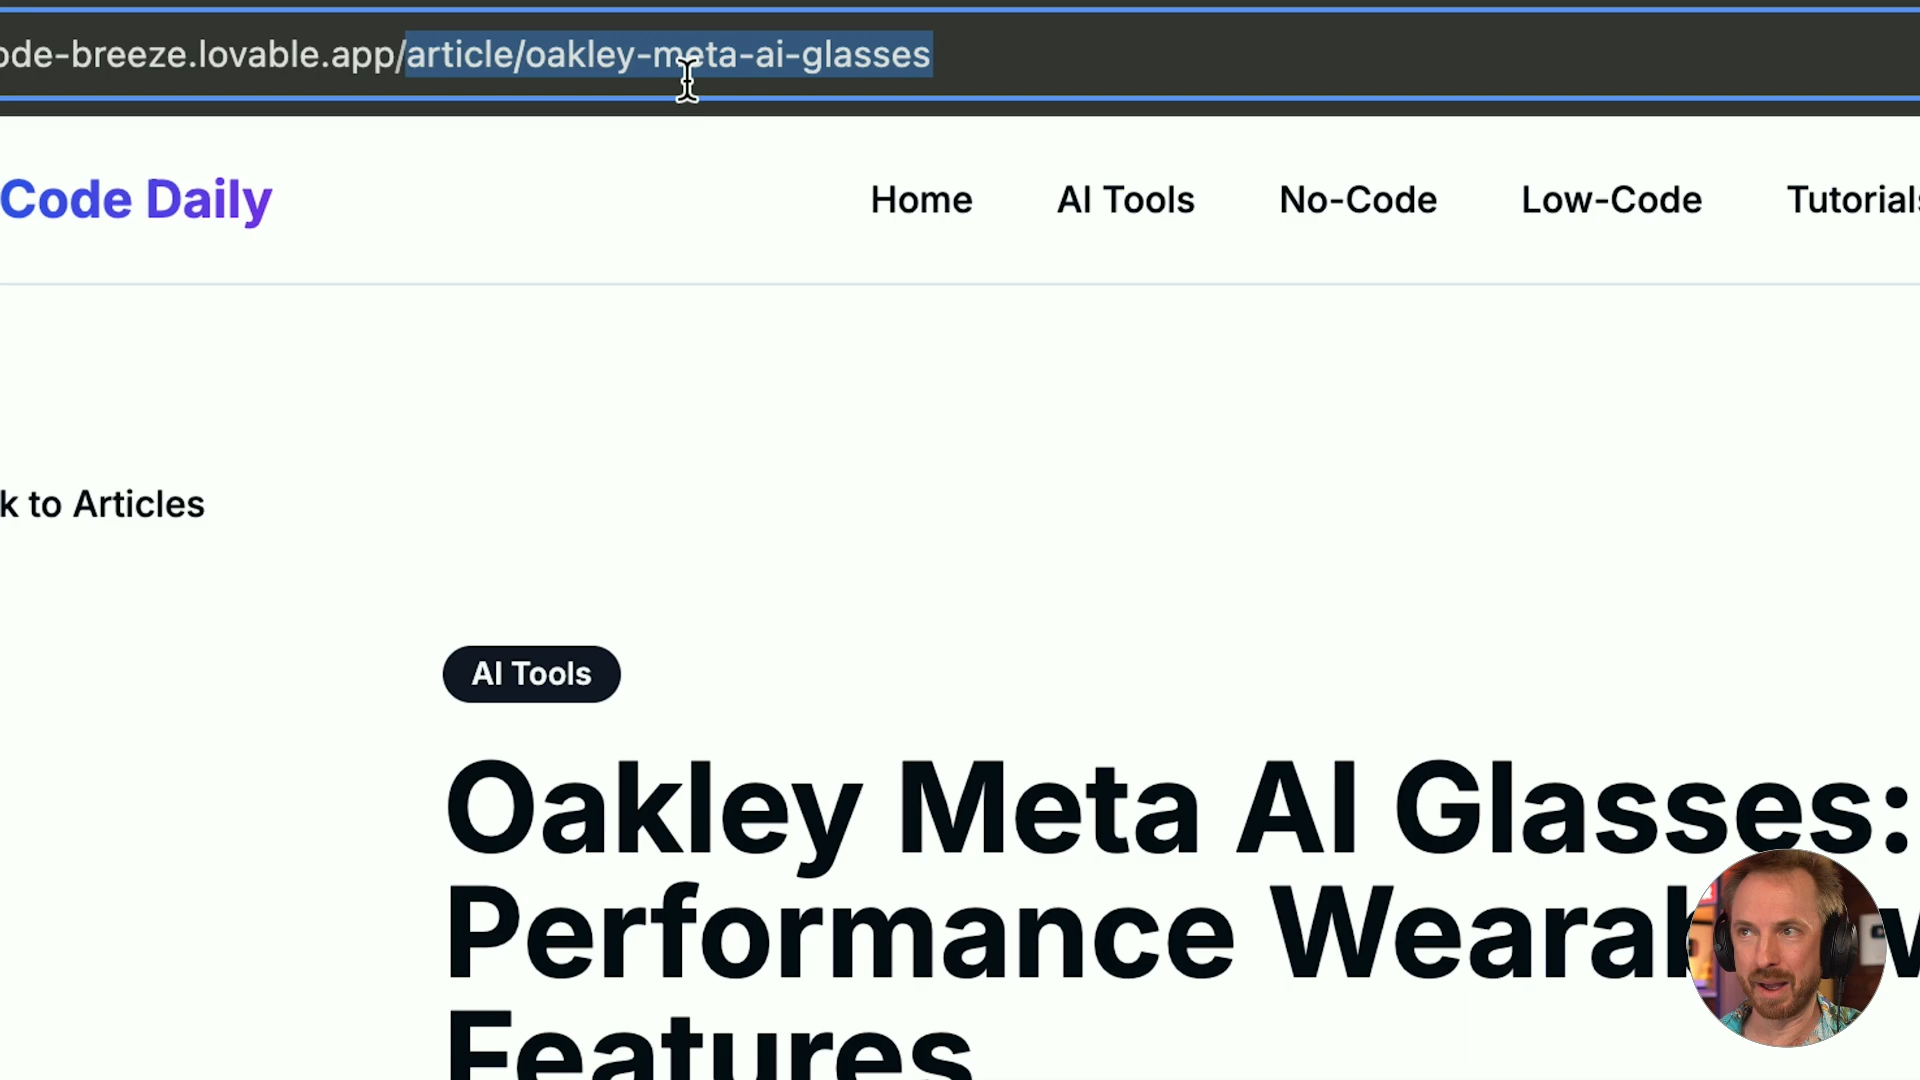 ode-breeze.lovable.app/article/oakley-meta-ai-glasses
Code Daily
Home
AI Tools
No-Code
Low-Code
Tutorials
k to Articles
AI Tools
Oakley Meta AI Glasses:
Performance
Features